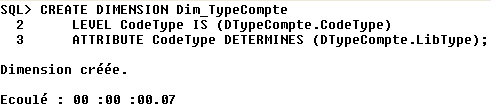 SQL> CREATE DIMENSION Dim_TypeCompte
2 LEVEL CodeType IS (DTypeCompte.CodeType)
3 ATTRIBUTE CodeType DETERMINES (DTypeCompte.LibType);
Dimension créée.
Ecoulé : 00 :00 :00.07